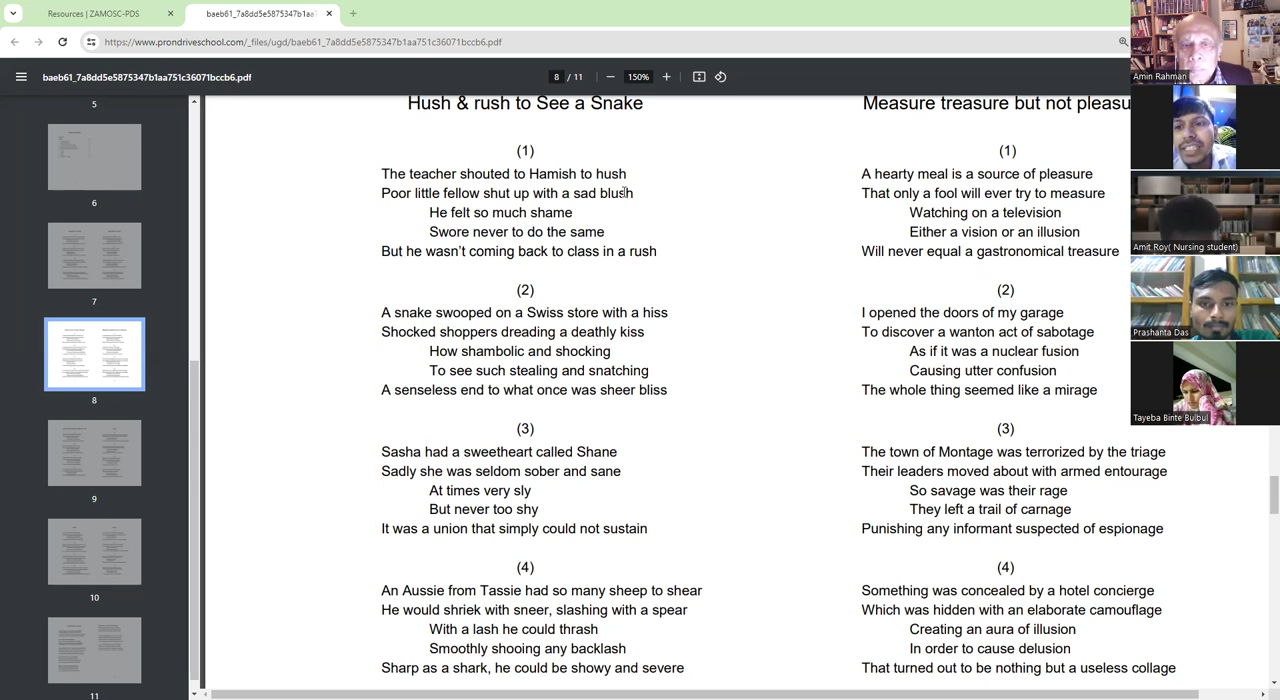 Resources | ZAMOSC-PDS
baeb61_7a8dd5e5875347b1aa
https://www.prondriveschool.com/_files/ugd/baeb61_7a8dd5e5875347b1aa751c36071bccb6.pdf
baeb61_7a8dd5e5875347b1aa751c36071bccb6.pdf
8 / 11
150%
5
6
7
8
9
10
11
Hush & rush to See a Snake
(1)
The teacher shouted to Hamish to hush
Poor little fellow shut up with a sad blush
He felt so much shame
Swore never to do the same
But he wasn't coming back to class in a rush
(2)
A snake swooped on a Swiss store with a hiss
Shocked shoppers dreading a deathly kiss
How shambolic and shocking
To see such stealing and snatching
A senseless end to what once was sheer bliss
(3)
Sasha had a sweetheart called Shane
Sadly she was seldom sober and sane
At times very sly
But never too shy
It was a union that simply could not sustain
(4)
An Aussie from Tassie had so many sheep to shear
He would shriek with sneer, slashing with a spear
With a lash he could thrash
Smoothly shoving any backlash
Sharp as a shark, he could be showy and severe
Measure treasure but not pleasu
(1)
A hearty meal is a source of pleasure
That only a fool will ever try to measure
Watching on a television
Either a vision or an illusion
Will never equal a gastronomical treasure
(2)
I opened the doors of my garage
To discover a wanton act of sabotage
As if it was a nuclear fusion
Causing utter confusion
The whole thing seemed like a mirage
(3)
The town of Montage was terrorized by the triage
Their leaders moved about with armed entourage
So savage was their rage
They left a trail of carnage
Punishing any informant suspected of espionage
(4)
Something was concealed by a hotel concierge
Which was hidden with an elaborate camouflage
Creating an aura of illusion
In order to cause delusion
That turned out to be nothing but a useless collage
Amin Rahman
Amit Roy( Nursing student)
Prashanta Das
Tayeba Binte Bulbul